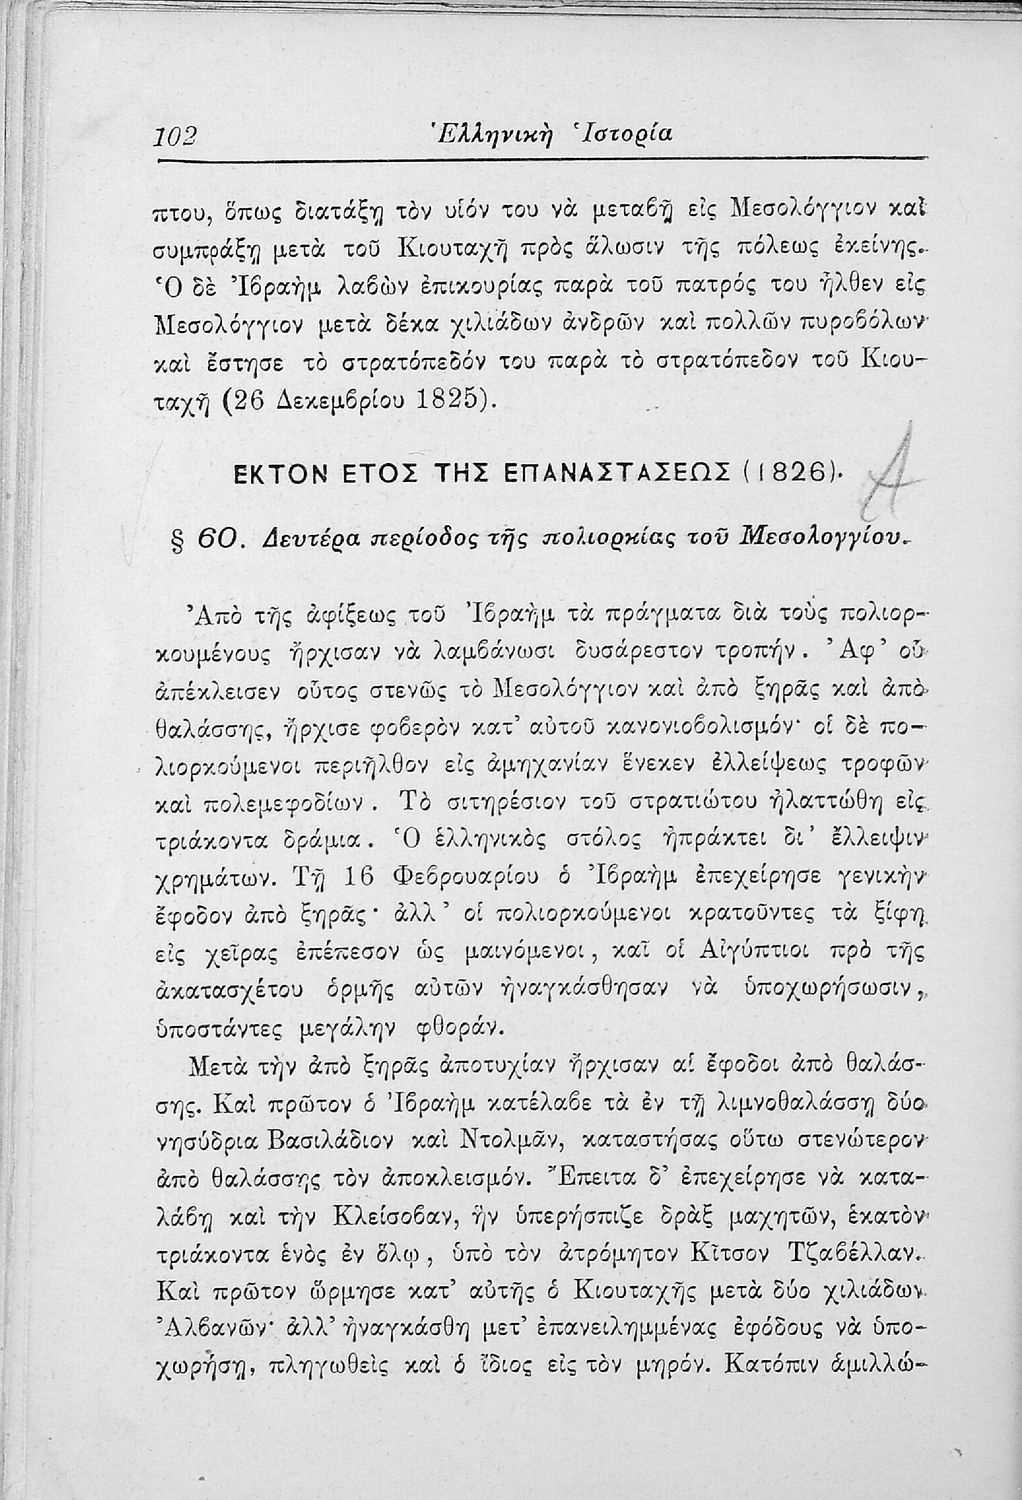 102 Ἑλληνικὴ Ἱστορία
πτου, ὅπως διατάξῃ τὸν υἱόν του νὰ μεταβῇ εἰς Μεσολόγγιον καὶ
συμπράξῃ μετὰ τοῦ Κιουταχῆ πρὸς ἅλωσιν τῆς πόλεως ἐκείνης.
Ὁ δὲ Ἰβραὴμ λαβὼν ἐπικουρίας παρὰ τοῦ πατρός του ἦλθεν εἰς
Μεσολόγγιον μετὰ δέκα χιλιάδων ἀνδρῶν καὶ πολλῶν πυροβόλων
καὶ ἔστησε τὸ στρατόπεδόν του παρὰ τὸ στρατόπεδον τοῦ Κιου-
ταχῆ (26 Δεκεμβρίου 1825).
ΕΚΤΟΝ ΕΤΟΣ ΤΗΣ ΕΠΑΝΑΣΤΑΣΕΩΣ (1826).
§ 60. Δευτέρα περίοδος τῆς πολιορκίας τοῦ Μεσολογγίου.
Ἀπὸ τῆς ἀφίξεως τοῦ Ἰβραὴμ τὰ πράγματα διὰ τοὺς πολιορ-
κουμένους ἤρχισαν νὰ λαμβάνωσι δυσάρεστον τροπήν. Ἀφ’ οὗ
ἀπέκλεισεν οὗτος στενῶς τὸ Μεσολόγγιον καὶ ἀπὸ ξηρᾶς καὶ ἀπὸ
θαλάσσης, ἤρχισε φοβερὸν κατ’ αὐτοῦ κανονιοβολισμόν· οἱ δὲ πο-
λιορκούμενοι περιῆλθον εἰς ἀμηχανίαν ἕνεκεν ἐλλείψεως τροφῶν
καὶ πολεμεφοδίων. Τὸ σιτηρέσιον τοῦ στρατιώτου ἠλαττώθη εἰς
τριάκοντα δράμια. Ὁ ἑλληνικὸς στόλος ἠπράκτει δι’ ἔλλειψιν
χρημάτων. Τῇ 16 Φεβρουαρίου ὁ Ἰβραὴμ ἐπεχείρησε γενικὴν
ἔφοδον ἀπὸ ξηρᾶς· ἀλλ’ οἱ πολιορκούμενοι κρατοῦντες τὰ ξίφη
εἰς χεῖρας ἐπέπεσον ὡς μαινόμενοι, καῖ οἱ Αἰγύπτιοι πρὸ τῆς
ἀκατασχέτου ὁρμῆς αὐτῶν ἠναγκάσθησαν νὰ ὑποχωρήσωσιν,
ὑποστάντες μεγάλην φθοράν.
Μετὰ τὴν ἀπὸ ξηρᾶς ἀποτυχίαν ἤρχισαν αἱ ἔφοδοι ἀπὸ θαλάσ-
σης. Καὶ πρῶτον ὁ Ἰβραὴμ κατέλαβε τὰ ἐν τῇ λιμνοθαλάσσῃ δύο
νησύδρια Βασιλάδιον καὶ Ντολμᾶν, καταστήσας οὕτω στενώτερον
ἀπὸ θαλάσσης τὸν ἀποκλεισμόν. Ἔπειτα δ’ ἐπεχείρησε νὰ κατα-
λάβῃ καὶ τὴν Κλείσοβαν, ἣν ὑπερήσπιζε δρὰξ μαχητῶν, ἑκατὸν
τριάκοντα ἑνὸς ἐν ὅλῳ, ὑπὸ τὸν ἀτρόμητον Κῖτσον Τζαβέλλαν.
Καὶ πρῶτον ὥρμησε κατ’ αὐτῆς ὁ Κιουταχῆς μετὰ δύο χιλιάδων
Ἀλβανῶν· ἀλλ’ ἠναγκάσθη μετ’ ἐπανειλημμένας ἐφόδους νὰ ὑπο-
χωρήσῃ, πληγωθεὶς καὶ ὁ ἴδιος εἰς τὸν μηρόν. Κατόπιν ἁμιλλώ-